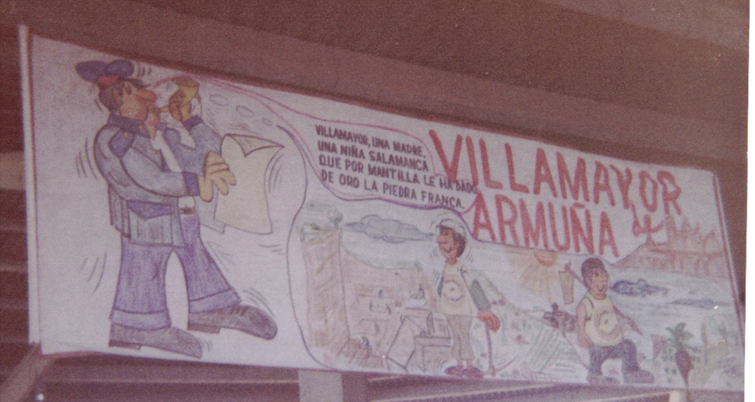 VILLAMAYOR, UNA MADRE,
UNA NIÑA SALAMANCA
QUE POR MANTILLA LE HA DADO
DE ORO LA PIEDRA FRANCA.
VILLAMAYOR
de
ARMUÑA